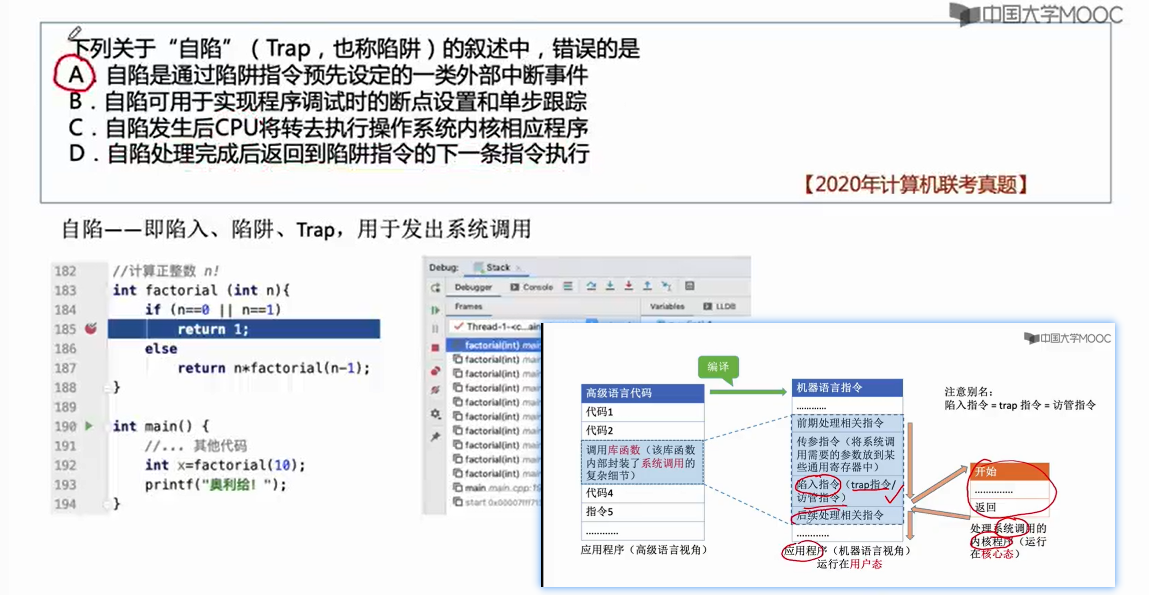 中国大学MOOC
下列关于“自陷”（Trap，也称陷阱）的叙述中，错误的是
A．自陷是通过陷阱指令预先设定的一类外部中断事件
B．自陷可用于实现程序调试时的断点设置和单步跟踪
C．自陷发生后CPU将转去执行操作系统内核相应程序
D．自陷处理完成后返回到陷阱指令的下一条指令执行
【2020年计算机联考真题】
自陷——即陷入、陷阱、Trap，用于发出系统调用
182 //计算正整数 n!
183 int factorial (int n){
184 if (n==0 || n==1)
185 return 1;
186 else
187 return n*factorial(n-1);
188 }
189
190 int main() {
191 //... 其他代码
192 int x=factorial(10);
193 printf("奥利给! ");
194 }
Debug: Stack
Debugger Console
Frames Variables LLDB
Thread-1-<c...ain
factorial(int) main
factorial(int) main
factorial(int) main
factorial(int) main
factorial(int) main
factorial(int) main
factorial(int) main
factorial(int) main
factorial(int) main
factorial(int) main
main main.cpp:19
start 0x00007fff71
中国大学MOOC
编译
高级语言代码
代码1
代码2
调用库函数（该库函数
内部封装了系统调用的
复杂细节）
代码4
指令5
…………
应用程序（高级语言视角）
机器语言指令
…………
前期处理相关指令
传参指令（将系统调
用需要的参数放到某
些通用寄存器中）
陷入指令（trap指令/
访管指令）
后续处理相关指令
…………
应用程序（机器语言视角）
运行在用户态
注意别名：
陷入指令 = trap 指令 = 访管指令
开始
……………
返回
处理系统调用的
内核程序（运行
在核心态）